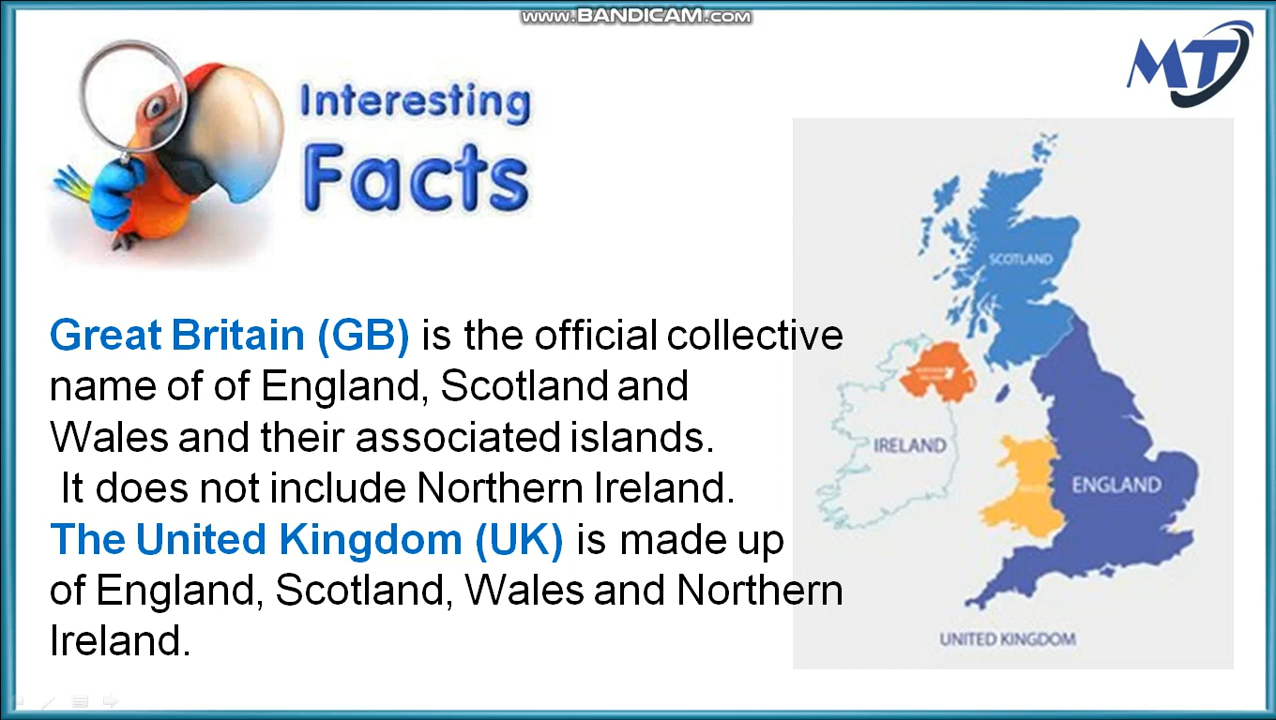 www.BANDICAM.com
MT
Interesting
Facts
Great Britain (GB) is the official collective
name of of England, Scotland and
Wales and their associated islands.
It does not include Northern Ireland.
The United Kingdom (UK) is made up
of England, Scotland, Wales and Northern
Ireland.
SCOTLAND
IRELAND
ENGLAND
UNITED KINGDOM